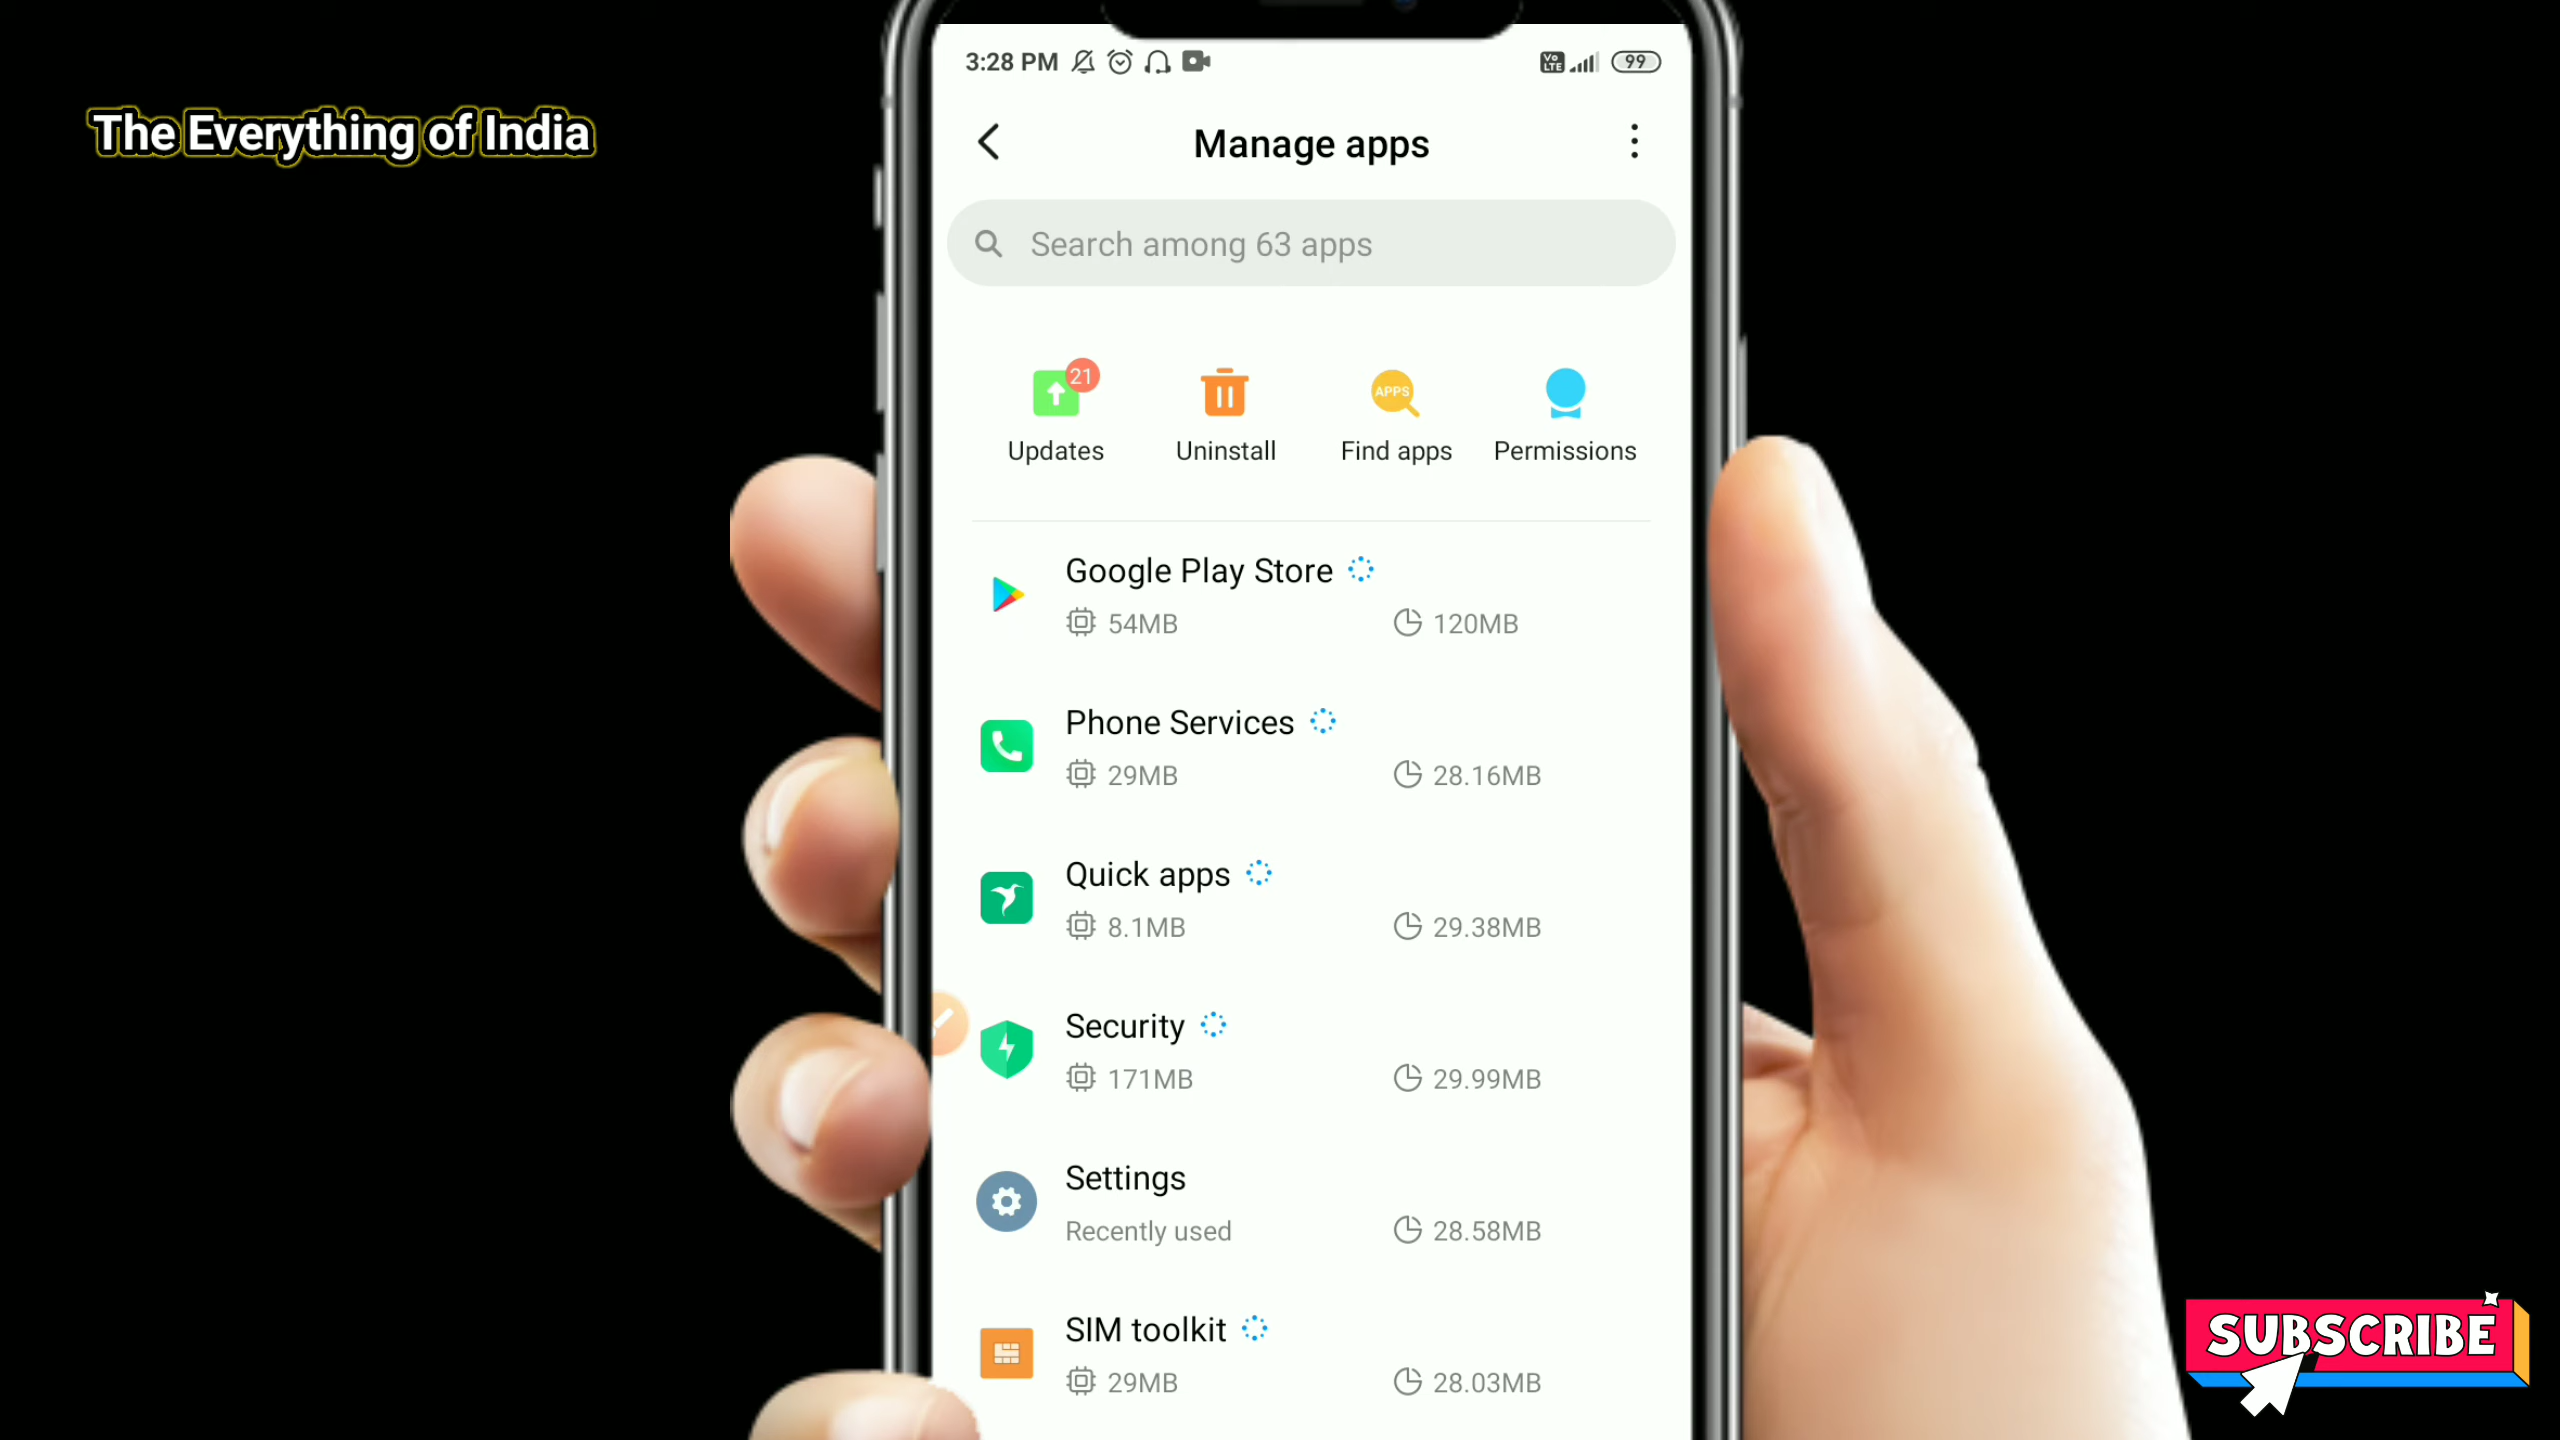 The Everything of India
3:28 PM
Vo
LTE
99
Manage apps
Search among 63 apps
21
APPS
Updates
Uninstall
Find apps
Permissions
Google Play Store
54MB
120MB
Phone Services
29MB
28.16MB
Quick apps
8.1MB
29.38MB
Security
171MB
29.99MB
Settings
Recently used
28.58MB
SIM toolkit
29MB
28.03MB
SUBSCRIBE